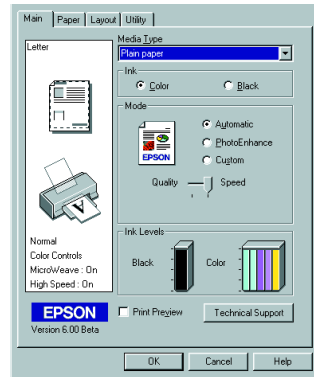 Main Paper Layout Utility
Letter
Media Type
Plain paper
Ink
Color Black
Mode
EPSON
Automatic
PhotoEnhance
Custom
Quality Speed
Normal
Color Controls
MicroWeave : On
High Speed : On
Ink Levels
Black Color
EPSON
Version 6.00 Beta
Print Preview Technical Support
OK Cancel Help